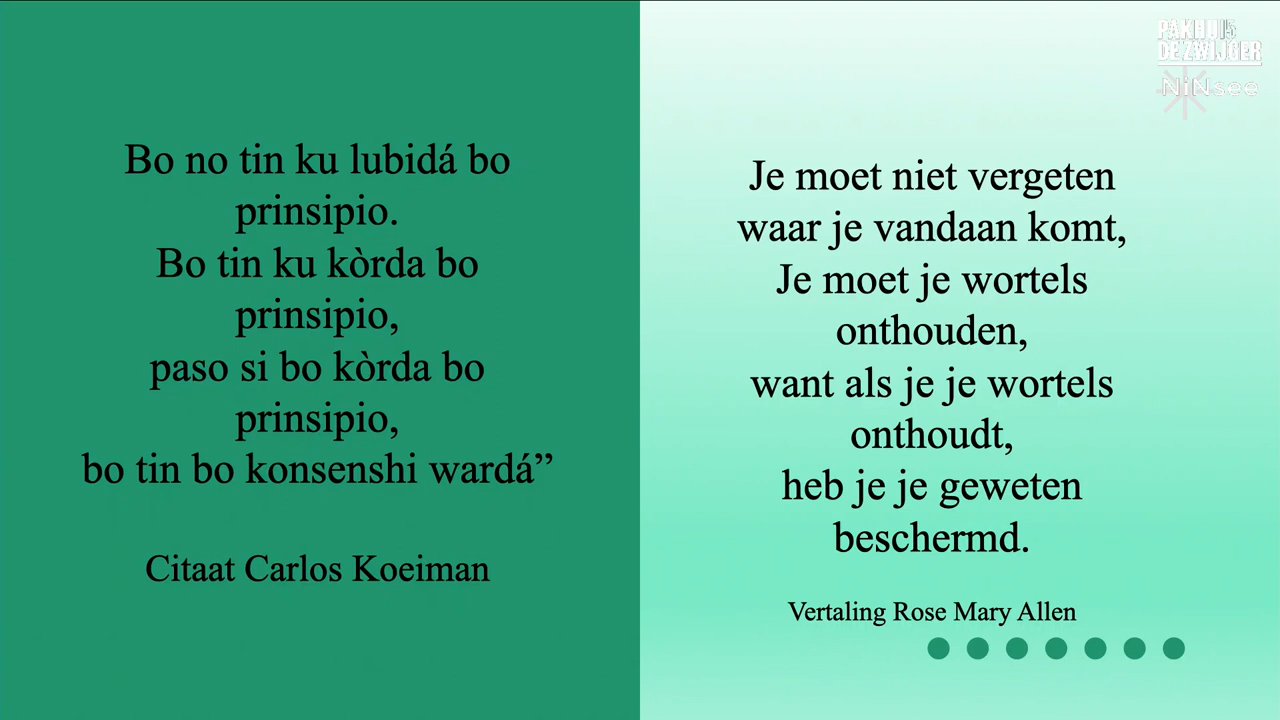 Bo no tin ku lubidá bo
prinsipio.
Bo tin ku kòrda bo
prinsipio,
paso si bo kòrda bo
prinsipio,
bo tin bo konsenshi wardá”
Citaat Carlos Koeiman
PAKHUIS
DE ZWIJGER
NiNsee
Je moet niet vergeten
waar je vandaan komt,
Je moet je wortels
onthouden,
want als je je wortels
onthoudt,
heb je je geweten
beschermd.
Vertaling Rose Mary Allen